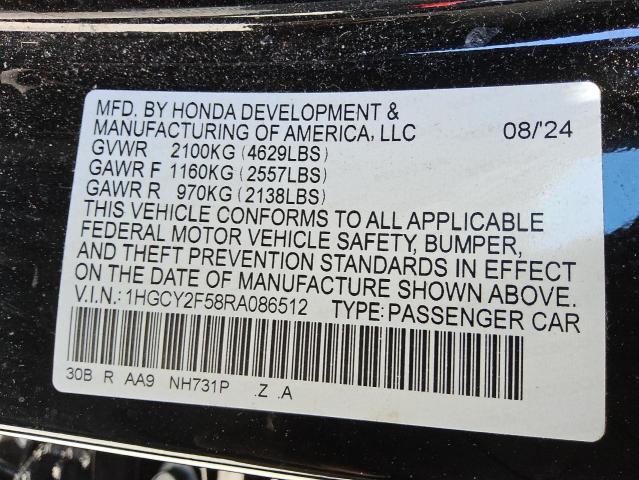 MFD. BY HONDA DEVELOPMENT &
MANUFACTURING OF AMERICA, LLC 08/'24
GVWR 2100KG (4629LBS)
GAWR F 1160KG (2557LBS)
GAWR R 970KG (2138LBS)
THIS VEHICLE CONFORMS TO ALL APPLICABLE
FEDERAL MOTOR VEHICLE SAFETY, BUMPER,
AND THEFT PREVENTION STANDARDS IN EFFECT
ON THE DATE OF MANUFACTURE SHOWN ABOVE.
V.I.N.: 1HGCY2F58RA086512 TYPE: PASSENGER CAR
30B R AA9 NH731P .Z .A